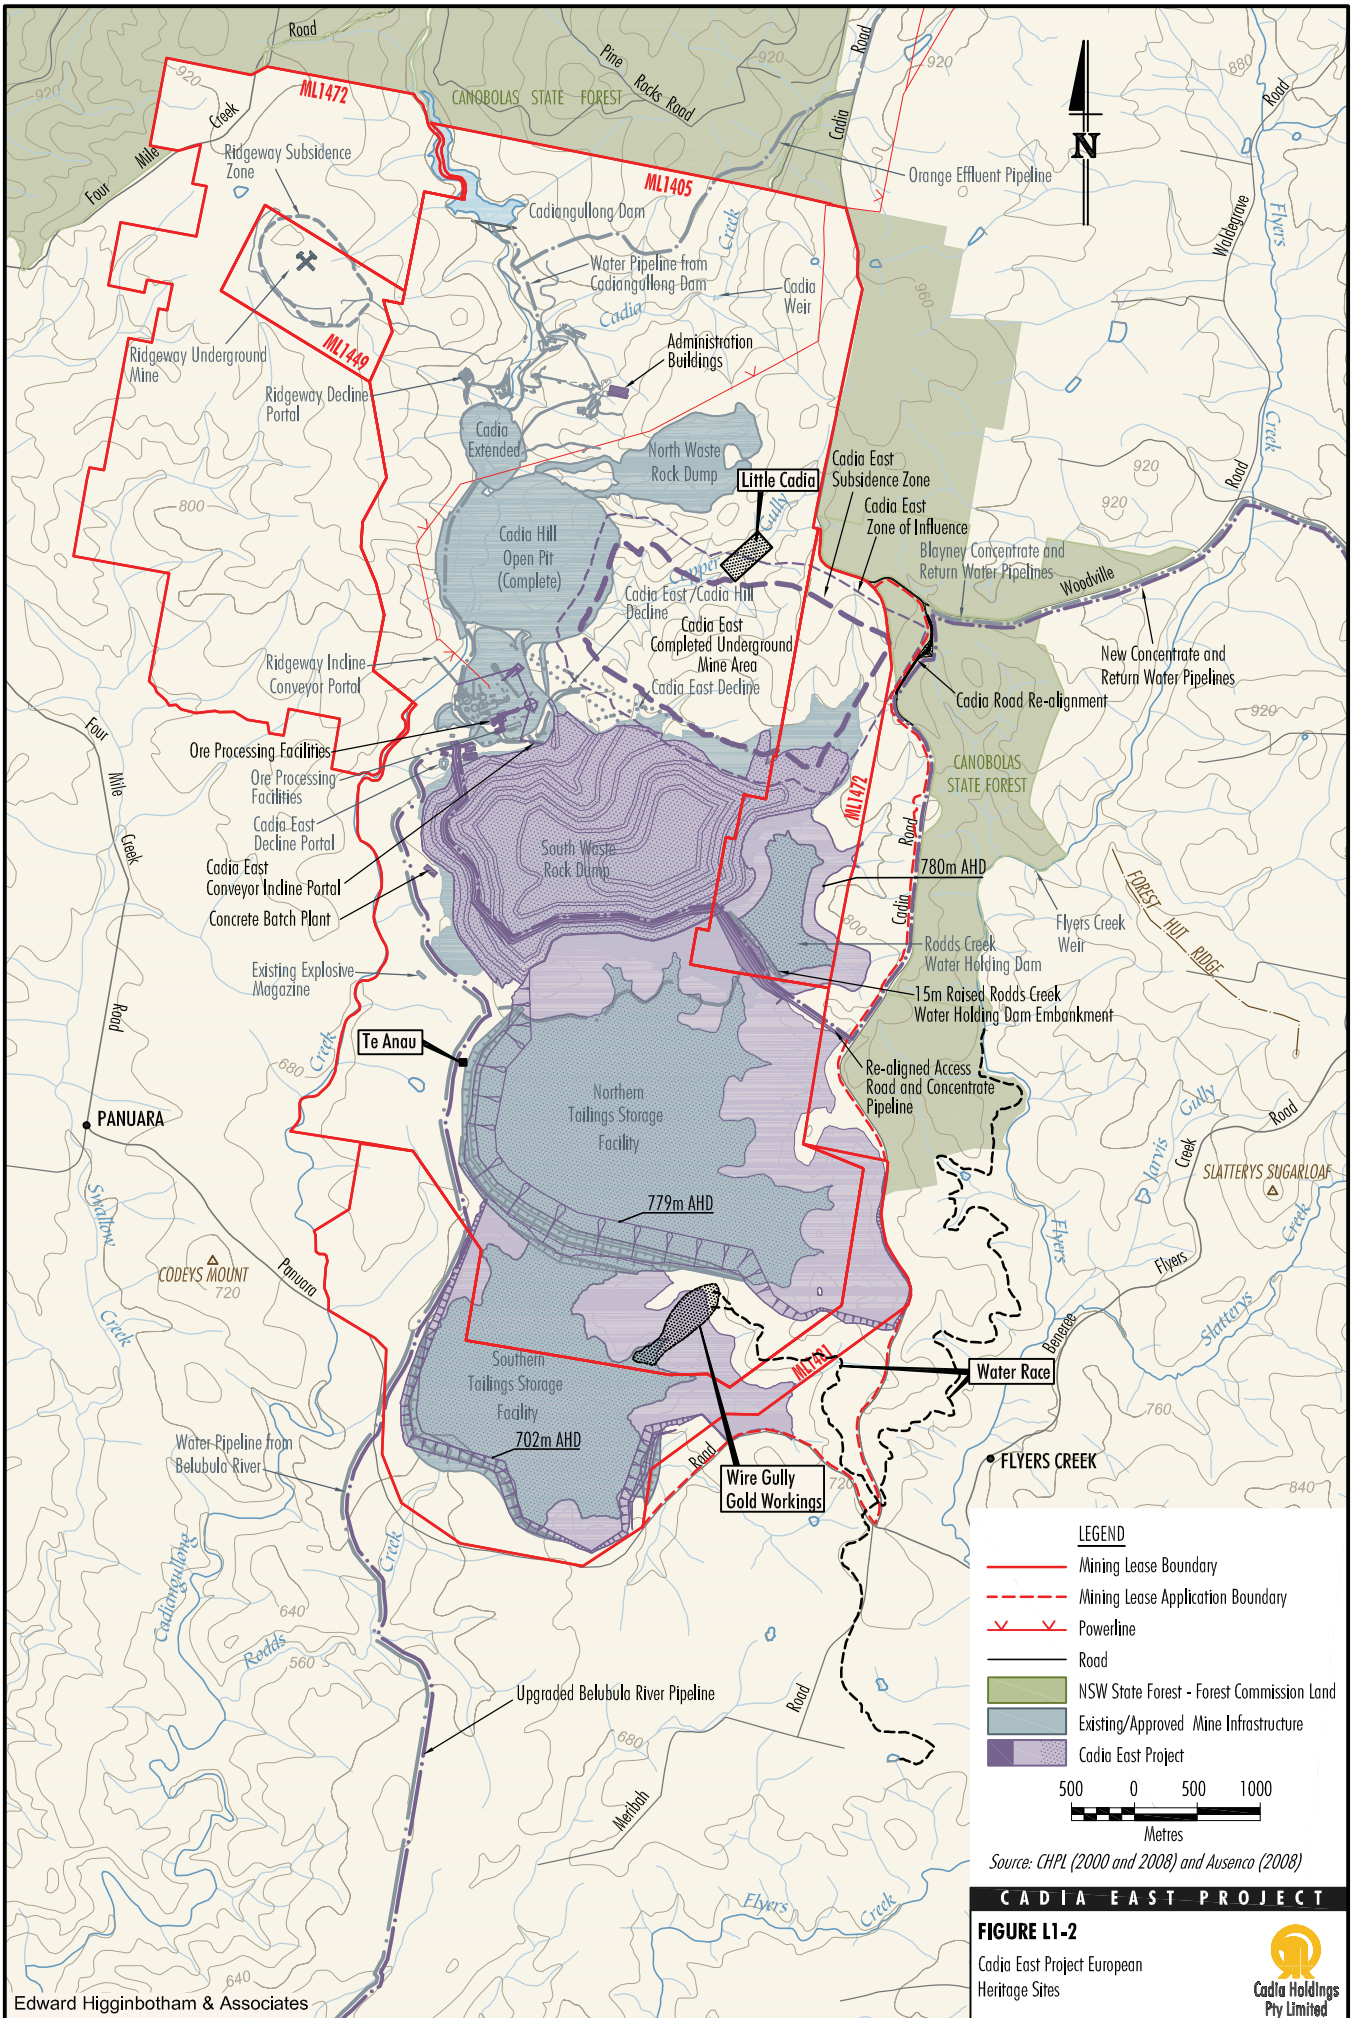 Road
920
920
ML1472
CANOBOLAS STATE FOREST
Pine
Rocks Road
920
Road
920
880
Road
Creek
Mile
Four
Ridgeway Subsidence
Zone
Cadia
Orange Effluent Pipeline
ML1405
N
Cadiangullong Dam
Creek
Flyers
Waldegrave
Water Pipeline from
Cadiangullong Dam
Cadia
Weir
Cadia
960
Administration
Buildings
Ridgeway Underground
Mine
ML1449
Ridgeway Decline
Portal
Cadia
Extended
North Waste
Rock Dump
Creek
Road
Little Cadia
Cadia East
Subsidence Zone
Gully
Cadia East
Zone of Influence
920
920
800
Cadia Hill
Open Pit
(Complete)
Copper
Blayney Concentrate and
Return Water Pipelines
Woodville
Cadia East/Cadia Hill
Decline
Cadia East
Completed Underground
Mine Area
Cadia East Decline
Ridgeway Incline
Conveyor Portal
New Concentrate and
Return Water Pipelines
Cadia Road Re-alignment
920
Four
Mile
Creek
Road
Ore Processing Facilities
Ore Processing
Facilities
Cadia East
Decline Portal
Cadia East
Conveyor Incline Portal
Concrete Batch Plant
CANOBOLAS
STATE FOREST
ML1472
Road
South Waste
Rock Dump
780m AHD
FOREST HUT RIDGE
Cadia
800
Flyers Creek
Weir
Rodds Creek
Water Holding Dam
Existing Explosive
Magazine
15m Raised Rodds Creek
Water Holding Dam Embankment
Te Anau
Creek
680
Re-aligned Access
Road and Concentrate
Pipeline
Northern
Tailings Storage
Facility
PANUARA
Gully
Jarvis
Road
Creek
SLATTERYS SUGARLOAF
Swallow
Creek
779m AHD
Flyers
Creek
Flyers
CODEYS MOUNT
720
Panuara
Slatterys
Beneree
Southern
Tailings Storage
Facility
ML1481
Water Race
702m AHD
760
Water Pipeline from
Belubula River
Road
Wire Gully
Gold Workings
720
FLYERS CREEK
840
Creek
Cadiangullong
640
Rodds
560
Upgraded Belubula River Pipeline
Road
680
Meribah
Flyers
Creek
640
LEGEND
Mining Lease Boundary
Mining Lease Application Boundary
Powerline
Road
NSW State Forest - Forest Commission Land
Existing/Approved Mine Infrastructure
Cadia East Project
500 0 500 1000
Metres
Source: CHPL (2000 and 2008) and Ausenco (2008)
CADIA EAST PROJECT
FIGURE L1-2
Cadia East Project European
Heritage Sites
Cadia Holdings
Pty Limited
Edward Higginbotham & Associates